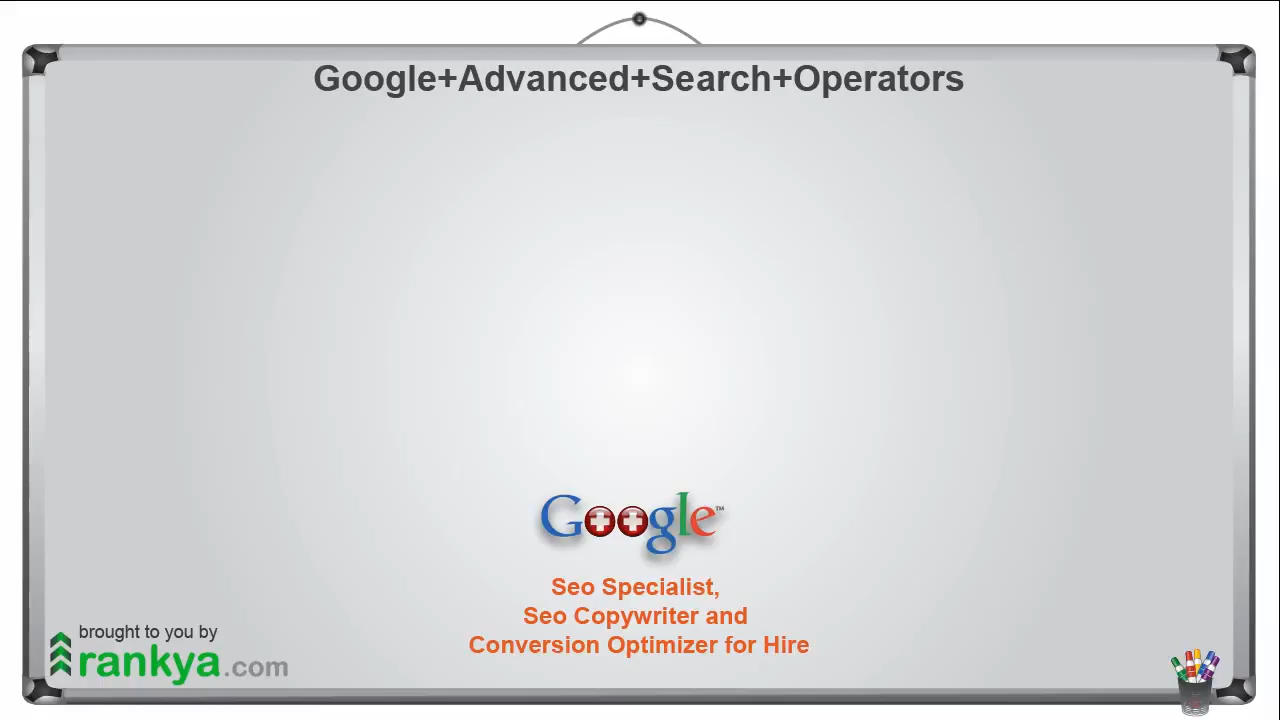 Google+Advanced+Search+Operators
Google™
Seo Specialist,
Seo Copywriter and
Conversion Optimizer for Hire
brought to you by
rankya.com